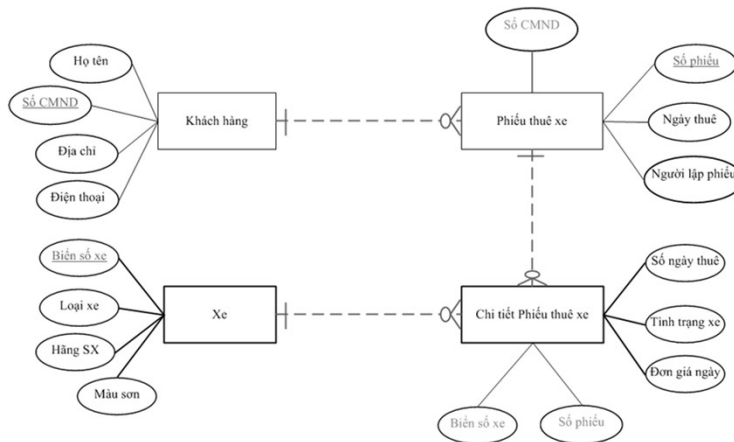 Số CMND
Họ tên
Số CMND
Khách hàng
Địa chỉ
Điện thoại
Phiếu thuê xe
Số phiếu
Ngày thuê
Người lập phiếu
Biển số xe
Loại xe
Hãng SX
Màu sơn
Xe
Chi tiết Phiếu thuê xe
Số ngày thuê
Tình trạng xe
Đơn giá ngày
Biển số xe
Số phiếu